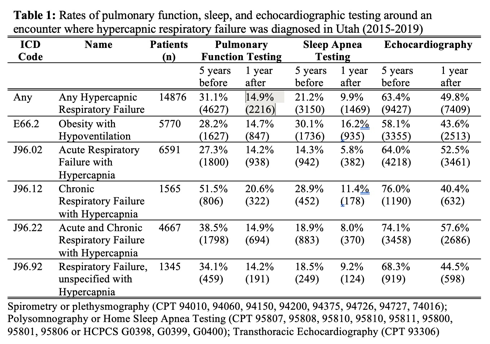 Table 1: Rates of pulmonary function, sleep, and echocardiographic testing around an
encounter where hypercapnic respiratory failure was diagnosed in Utah (2015-2019)
ICD Code Name Patients (n) Pulmonary Function Testing Sleep Apnea Testing Echocardiography
5 years before 1 year after 5 years before 1 year after 5 years before 1 year after
Any Any Hypercapnic 14876 31.1% 14.9% 21.2% 9.9% 63.4% 49.8%
Respiratory Failure (4627) (2216) (3150) (1469) (9427) (7409)
E66.2 Obesity with 5770 28.2% 14.7% 30.1% 16.2% 58.1% 43.6%
Hypoventilation (1627) (847) (1736) (935) (3355) (2513)
J96.02 Acute Respiratory 6591 27.3% 14.2% 14.3% 5.8% 64.0% 52.5%
Failure with (1800) (938) (942) (382) (4218) (3461)
Hypercapnia
J96.12 Chronic 1565 51.5% 20.6% 28.9% 11.4% 76.0% 40.4%
Respiratory Failure (806) (322) (452) (178) (1190) (632)
with Hypercapnia
J96.22 Acute and Chronic 4667 38.5% 14.9% 18.9% 8.0% 74.1% 57.6%
Respiratory Failure (1798) (694) (883) (370) (3458) (2686)
with Hypercapnia
J96.92 Respiratory Failure, 1345 34.1% 14.2% 18.5% 9.2% 68.3% 44.5%
unspecified with (459) (191) (249) (124) (919) (598)
Hypercapnia
Spirometry or plethysmography (CPT 94010, 94060, 94150, 94200, 94375, 94726, 94727, 74016);
Polysomnography or Home Sleep Apnea Testing (CPT 95807, 95808, 95810, 95810, 95811, 95800,
95801, 95806 or HCPCS G0398, G0399, G0400); Transthoracic Echocardiography (CPT 93306)